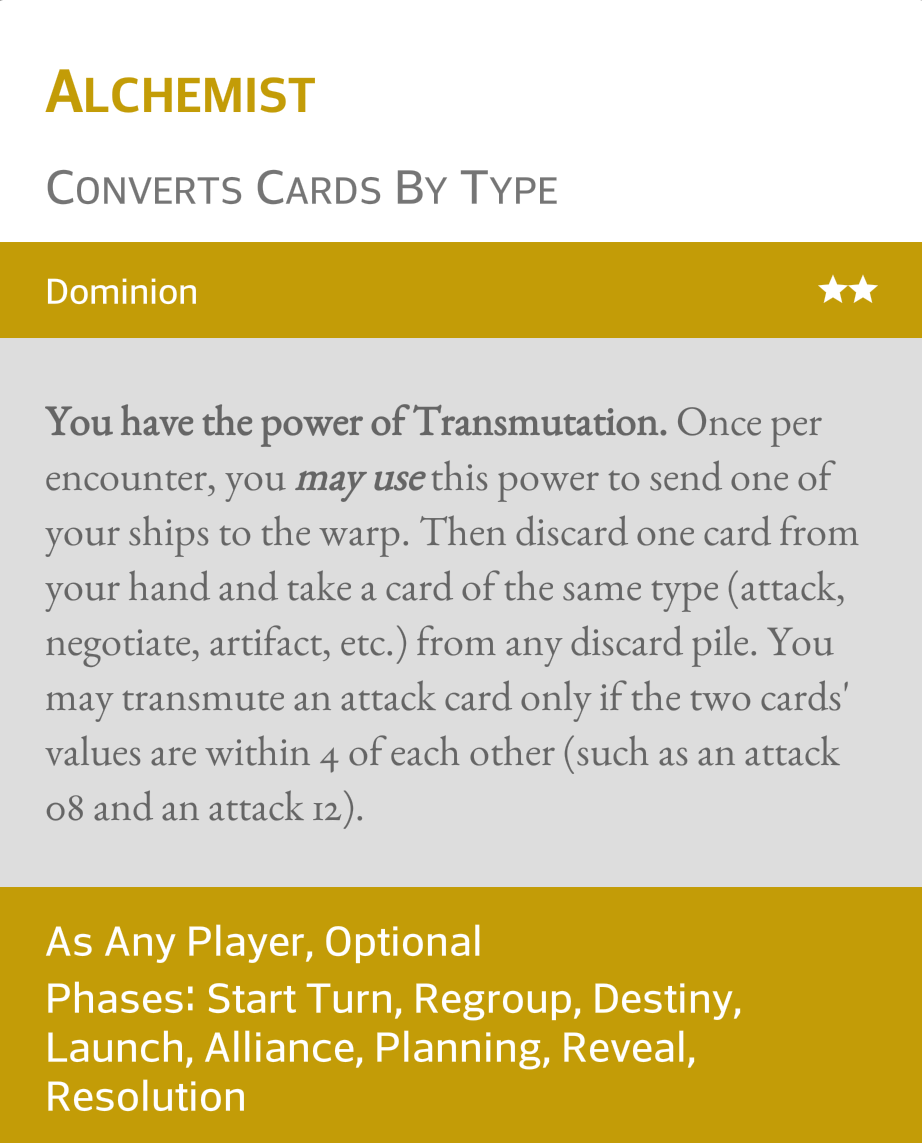 Alchemist
Converts Cards By Type
Dominion ★★
You have the power of Transmutation. Once per
encounter, you may use this power to send one of
your ships to the warp. Then discard one card from
your hand and take a card of the same type (attack,
negotiate, artifact, etc.) from any discard pile. You
may transmute an attack card only if the two cards'
values are within 4 of each other (such as an attack
08 and an attack 12).
As Any Player, Optional
Phases: Start Turn, Regroup, Destiny,
Launch, Alliance, Planning, Reveal,
Resolution